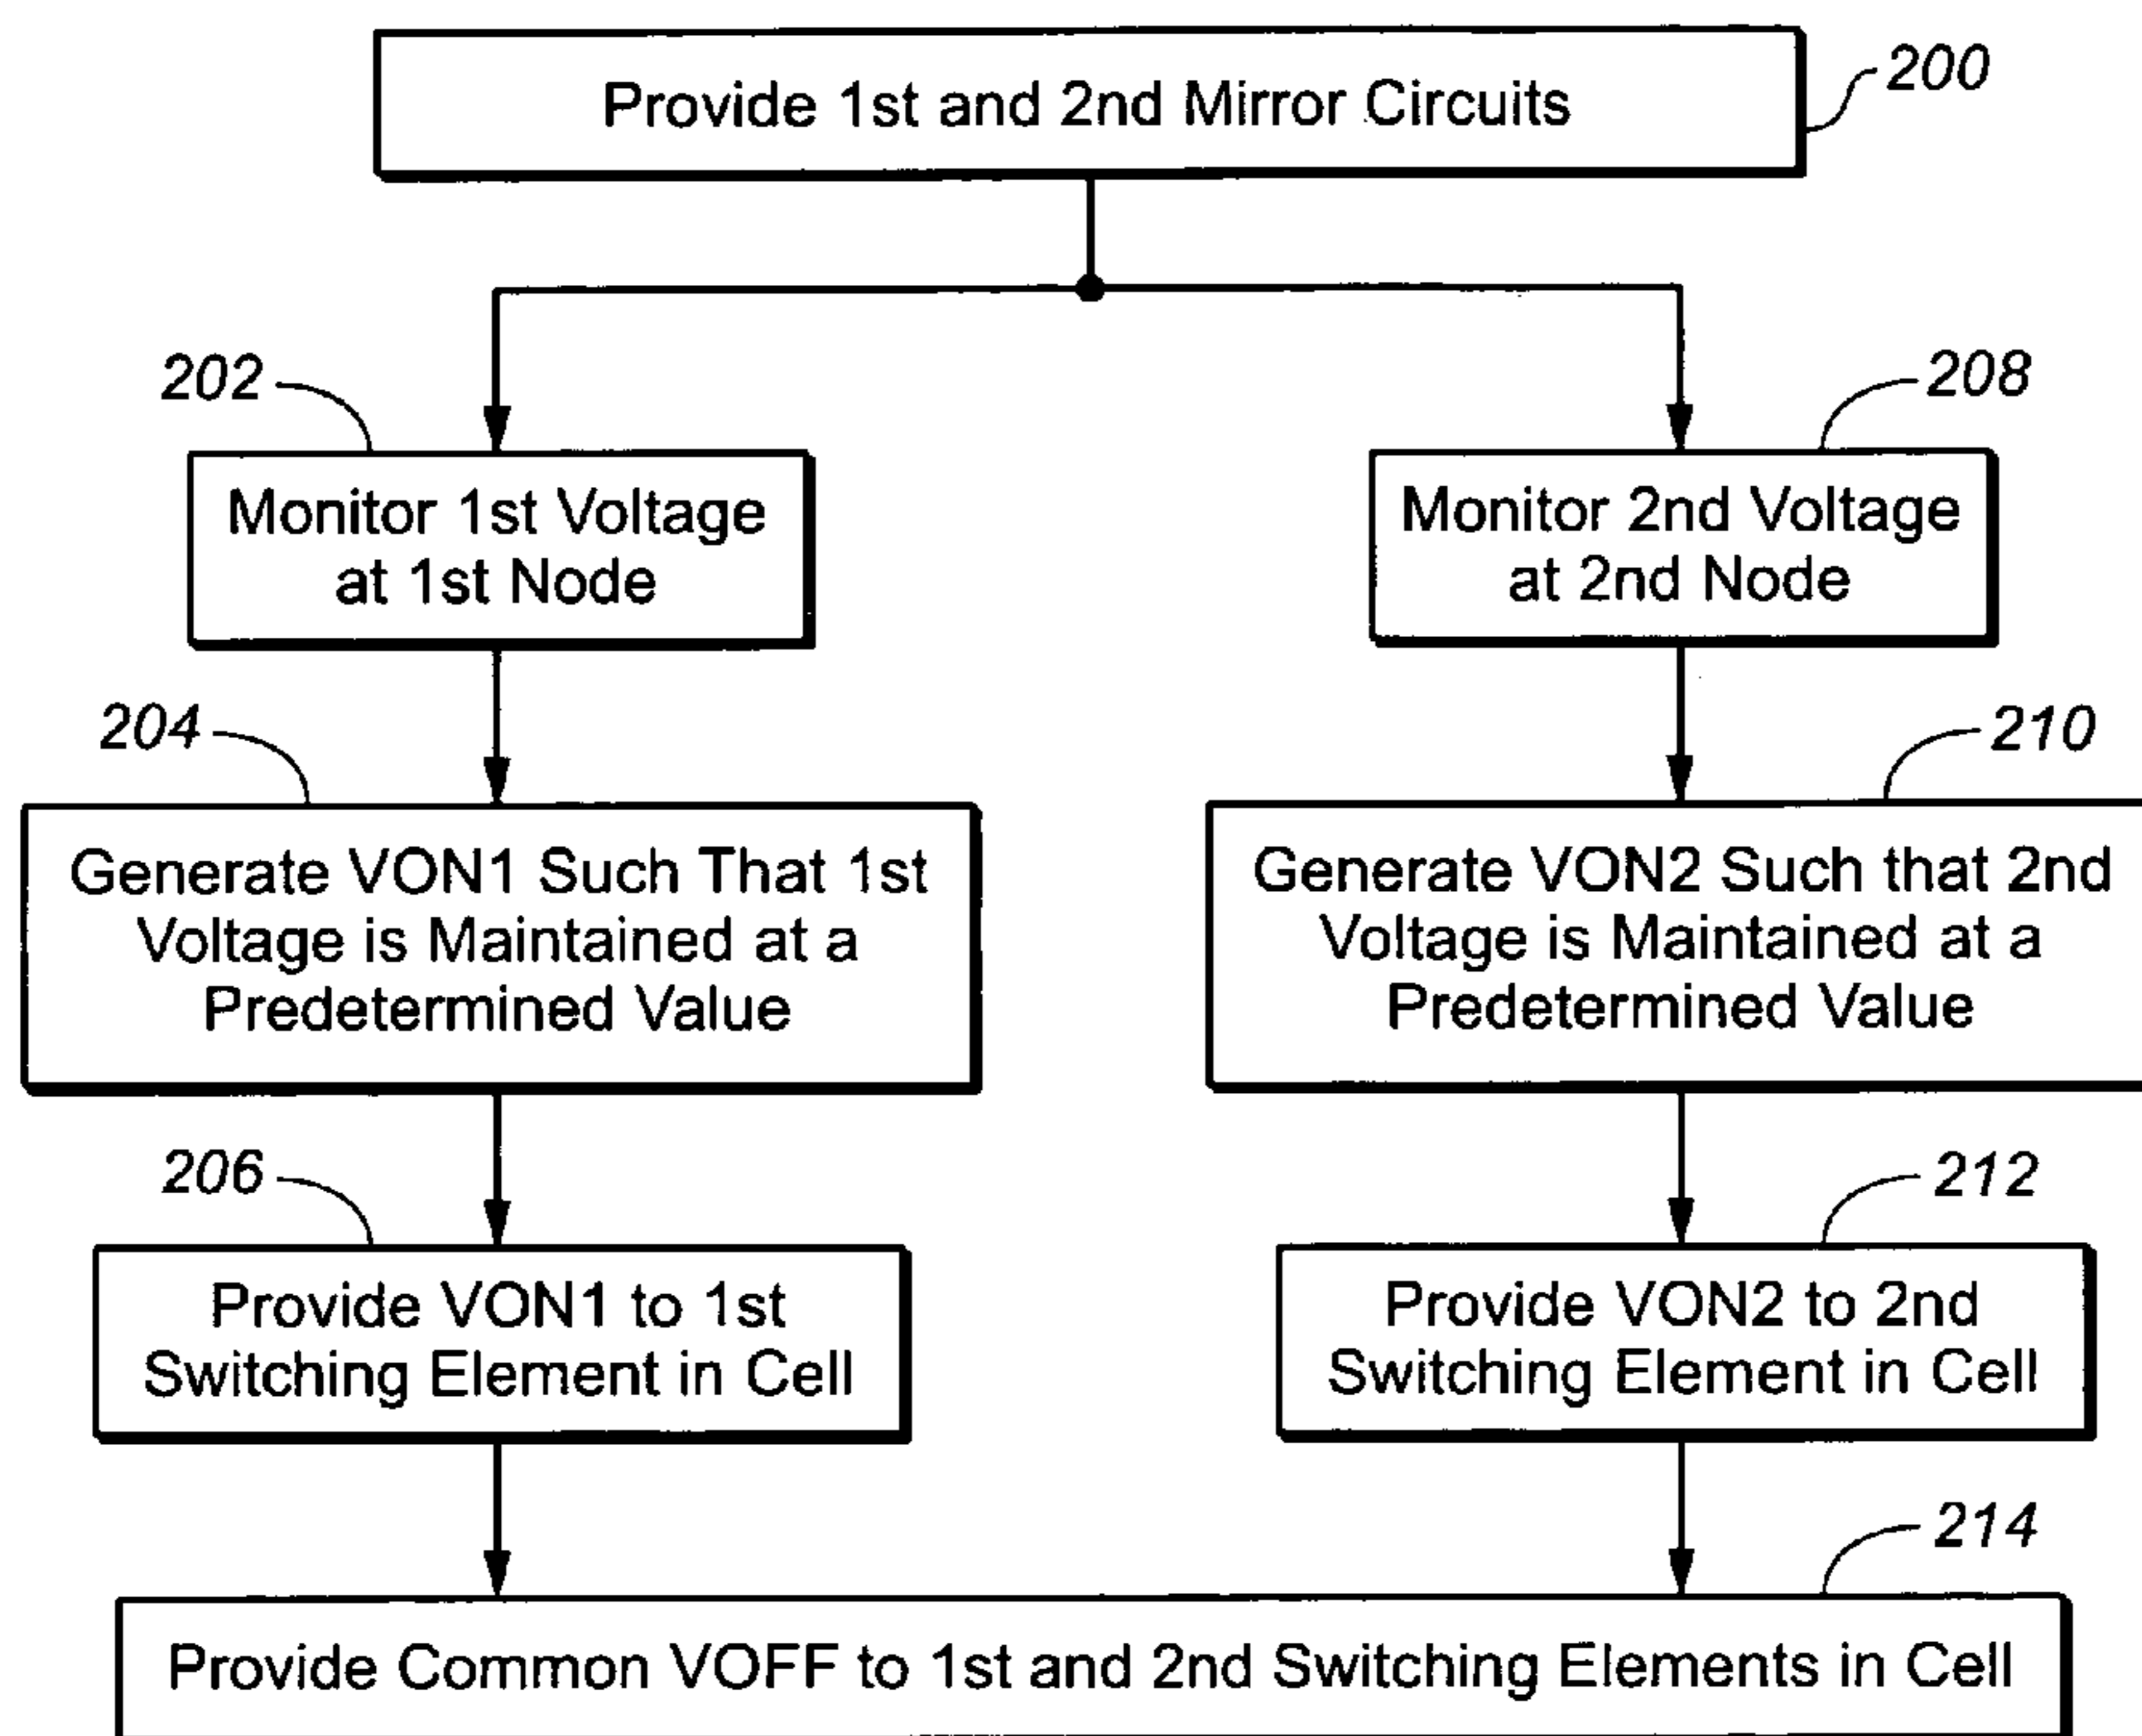 Provide 1st and 2nd Mirror Circuits
200
202
Monitor 1st Voltage
at 1st Node
204
Generate VON1 Such That 1st
Voltage is Maintained at a
Predetermined Value
206
Provide VON1 to 1st
Switching Element in Cell
208
Monitor 2nd Voltage
at 2nd Node
210
Generate VON2 Such that 2nd
Voltage is Maintained at a
Predetermined Value
212
Provide VON2 to 2nd
Switching Element in Cell
214
Provide Common VOFF to 1st and 2nd Switching Elements in Cell